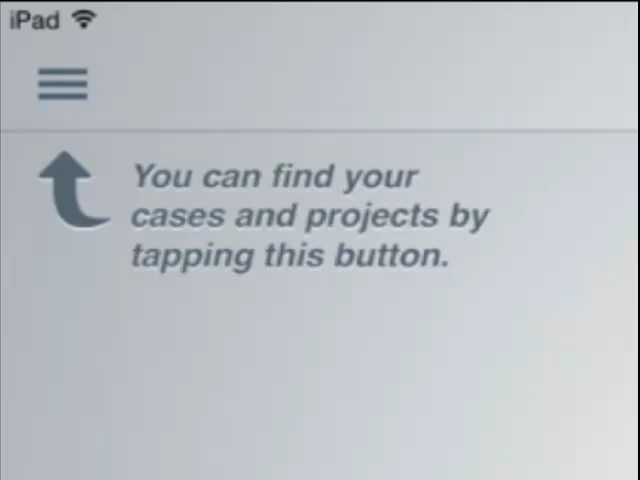 iPad
You can find your
cases and projects by
tapping this button.